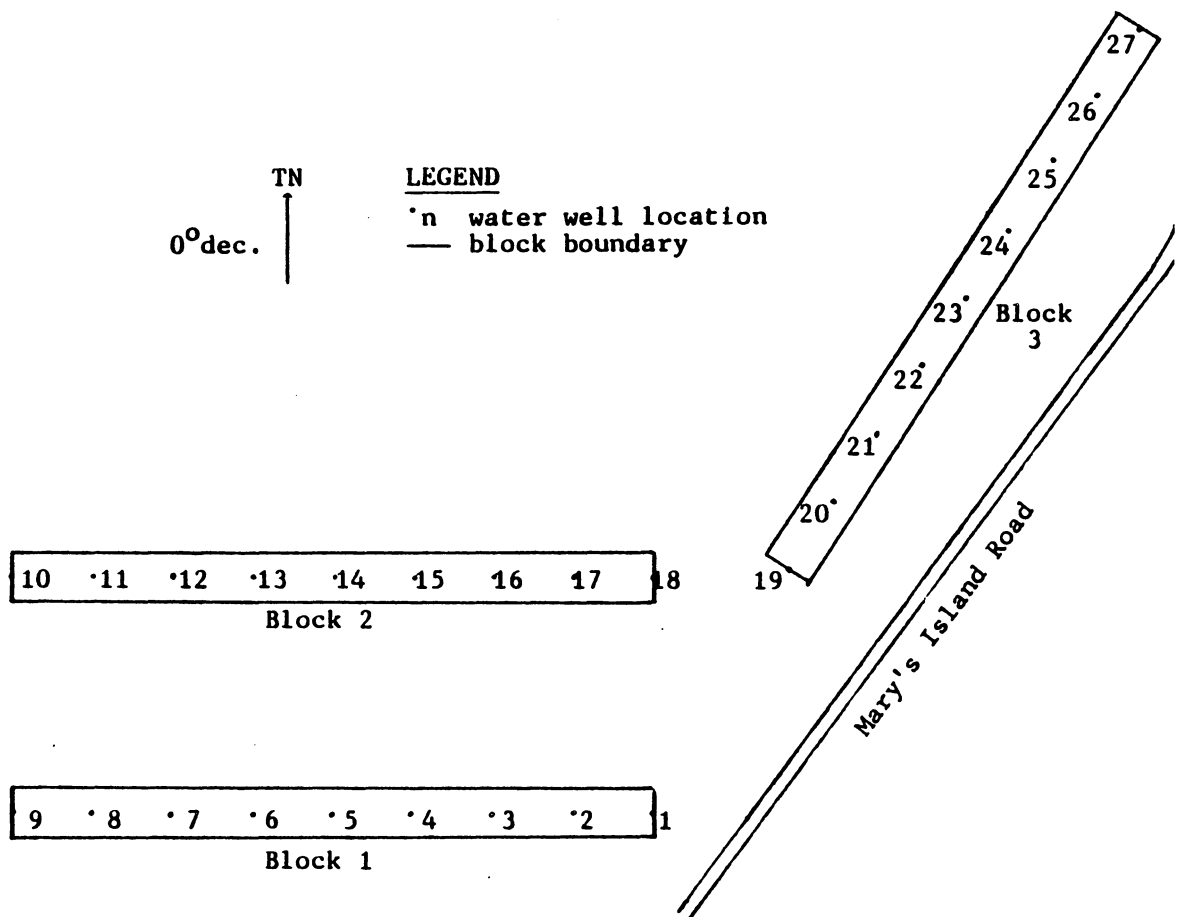 27
26
TN
LEGEND
25
·n water well location
0°dec.
— block boundary
24
23
Block
3
22
21
20
10 ·11 ·12 ·13 ·14 ·15 ·16 ·17 18
19
Block 2
Mary's Island Road
9 ·8 ·7 ·6 ·5 ·4 ·3 ·2 1
Block 1